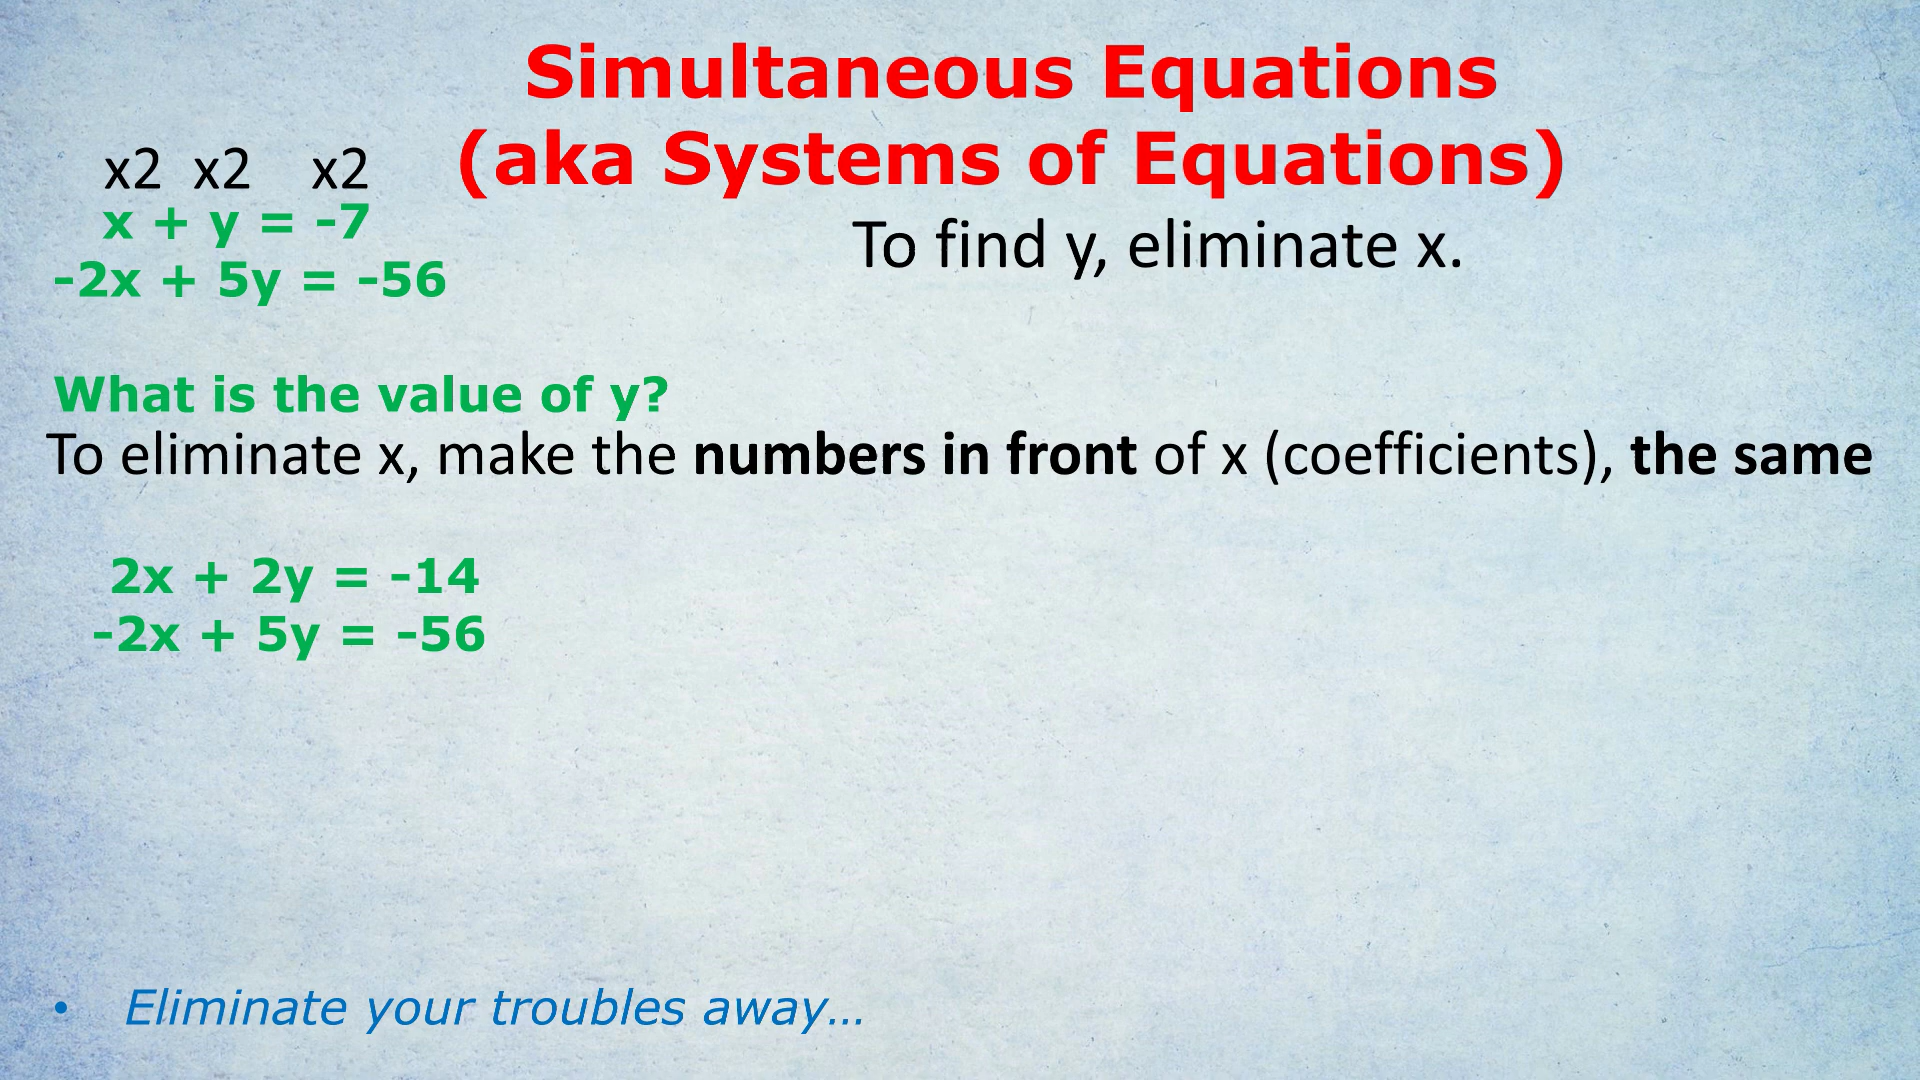 Simultaneous Equations
(aka Systems of Equations)
x2 x2 x2
x + y = -7
To find y, eliminate x.
-2x + 5y = -56
What is the value of y?
To eliminate x, make the numbers in front of x (coefficients), the same
2x + 2y = -14
-2x + 5y = -56
• Eliminate your troubles away…